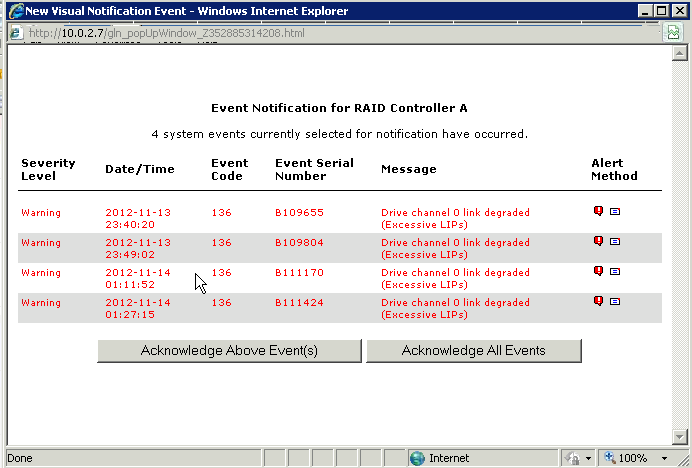 New Visual Notification Event - Windows Internet Explorer
http://10.0.2.7/gln_popUpWindow_Z352885314208.html
Event Notification for RAID Controller A
4 system events currently selected for notification have occurred.
Severity Level Date/Time Event Code Event Serial Number Message Alert Method
Warning 2012-11-13 23:40:20 136 B109655 Drive channel 0 link degraded (Excessive LIPs)
Warning 2012-11-13 23:49:02 136 B109804 Drive channel 0 link degraded (Excessive LIPs)
Warning 2012-11-14 01:11:52 136 B111170 Drive channel 0 link degraded (Excessive LIPs)
Warning 2012-11-14 01:27:15 136 B111424 Drive channel 0 link degraded (Excessive LIPs)
Acknowledge Above Event(s) Acknowledge All Events
Done Internet 100%